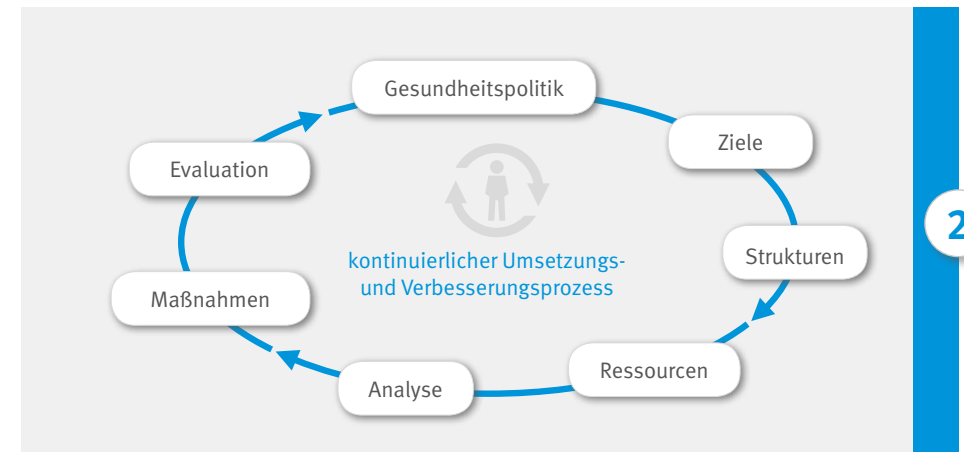 Gesundheitspolitik
Ziele
Strukturen
Ressourcen
Analyse
Maßnahmen
Evaluation
kontinuierlicher Umsetzungs-
und Verbesserungsprozess
2